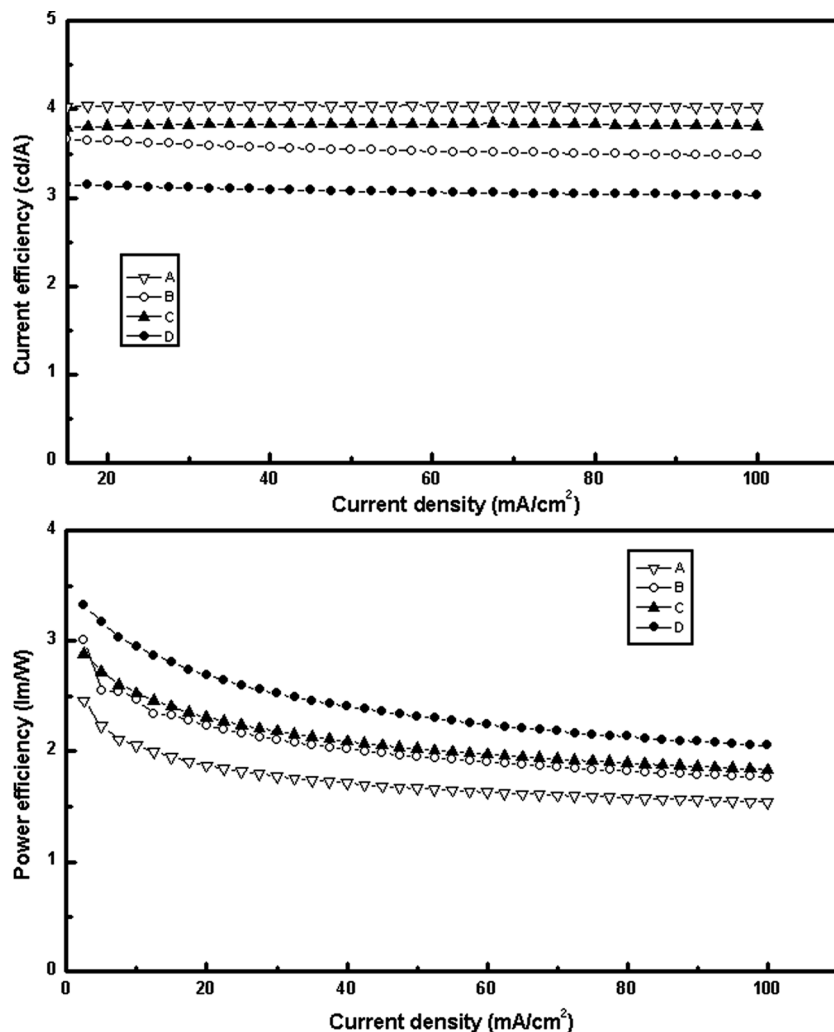 5
4
3
2
1
0
Current efficiency (cd/A)
A
B
C
D
20 40 60 80 100
Current density (mA/cm²)
4
3
2
1
0
Power efficiency (lm/W)
A
B
C
D
0 20 40 60 80 100
Current density (mA/cm²)